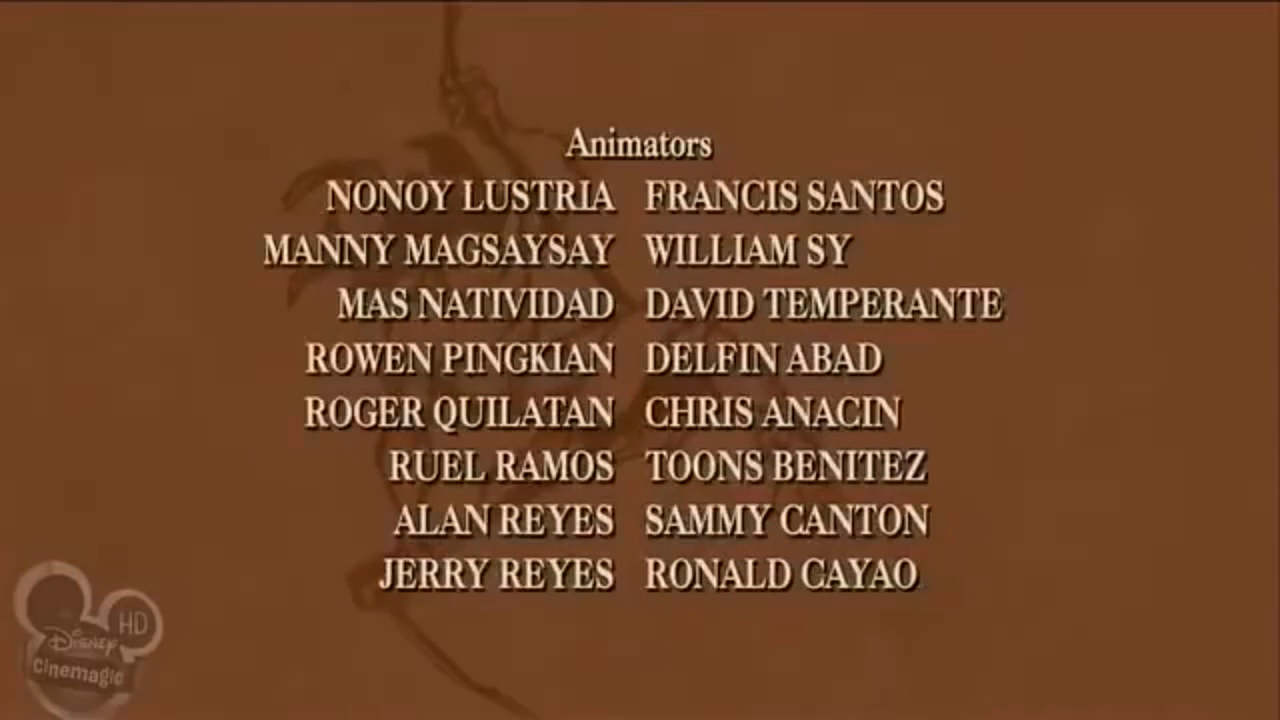 Animators
NONOY LUSTRIA FRANCIS SANTOS
MANNY MAGSAYSAY WILLIAM SY
MAS NATIVIDAD DAVID TEMPERANTE
ROWEN PINGKIAN DELFIN ABAD
ROGER QUILATAN CHRIS ANACIN
RUEL RAMOS TOONS BENITEZ
ALAN REYES SAMMY CANTON
JERRY REYES RONALD CAYAO
HD
Disney
cinemagic